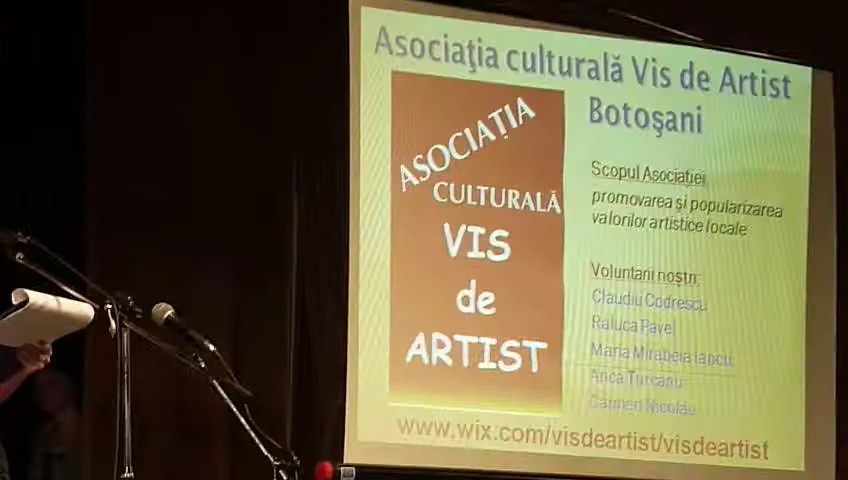 Asociaţia culturală Vis de Artist
Botoşani
ASOCIAŢIA
CULTURALĂ
VIS
de
ARTIST
Scopul Asociaţiei
promovarea şi popularizarea
valorilor artistice locale
Voluntarii noştri:
Claudiu Codrescu
Raluca Pavel
Maria Mirabela Iancu
Anca Turcanu
Carmen Nicolau
www.wix.com/visdeartist/visdeartist